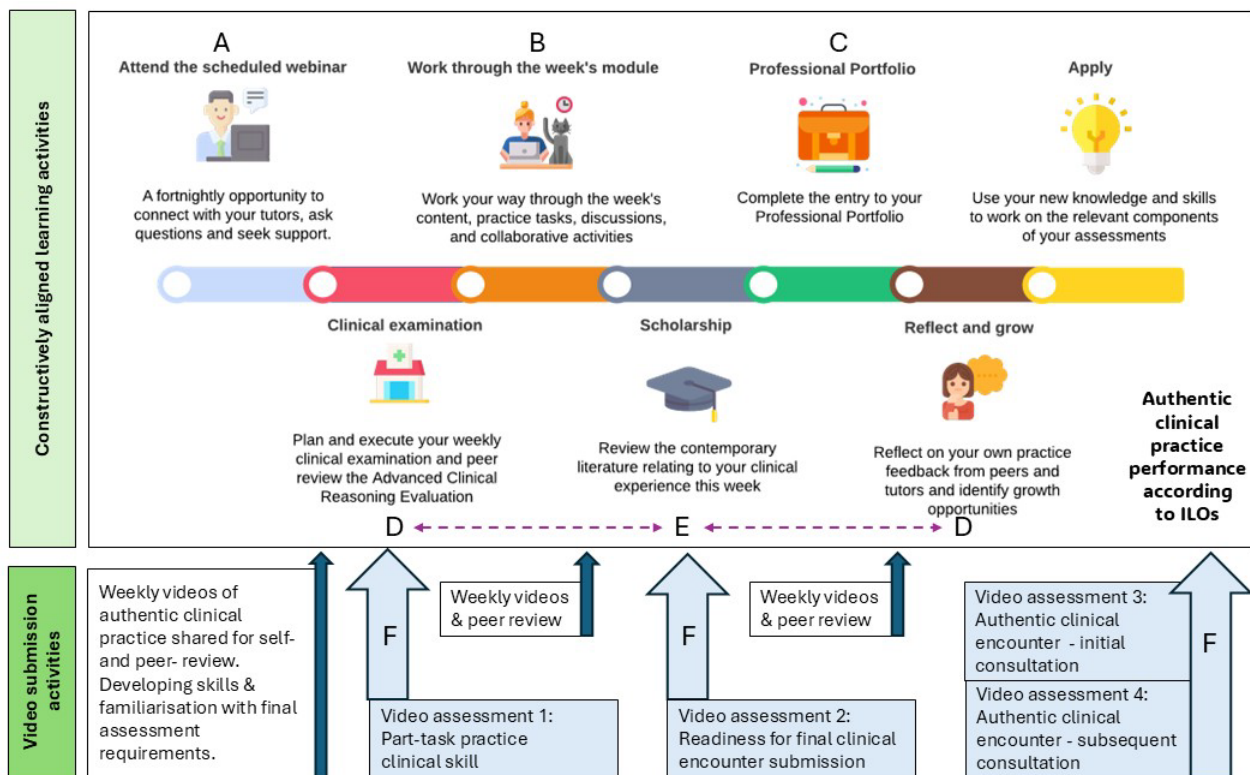 Constructively aligned learning activities
A
Attend the scheduled webinar
A fortnightly opportunity to
connect with your tutors, ask
questions and seek support.
B
Work through the week's module
Work your way through the week's
content, practice tasks, discussions,
and collaborative activities
C
Professional Portfolio
Complete the entry to your
Professional Portfolio
Apply
Use your new knowledge and skills
to work on the relevant components
of your assessments
Clinical examination
Plan and execute your weekly
clinical examination and peer
review the Advanced Clinical
Reasoning Evaluation
Scholarship
Review the contemporary
literature relating to your clinical
experience this week
Reflect and grow
Reflect on your own practice
feedback from peers and
tutors and identify growth
opportunities
Authentic
clinical
practice
performance
according
to ILOs
D
E
D
Video submission
activities
Weekly videos of
authentic clinical
practice shared for self-
and peer- review.
Developing skills &
familiarisation with final
assessment
requirements.
F
Video assessment 1:
Part-task practice
clinical skill
Weekly videos
& peer review
F
Video assessment 2:
Readiness for final clinical
encounter submission
Weekly videos
& peer review
Video assessment 3:
Authentic clinical
encounter - initial
consultation
Video assessment 4:
Authentic clinical
encounter - subsequent
consultation
F